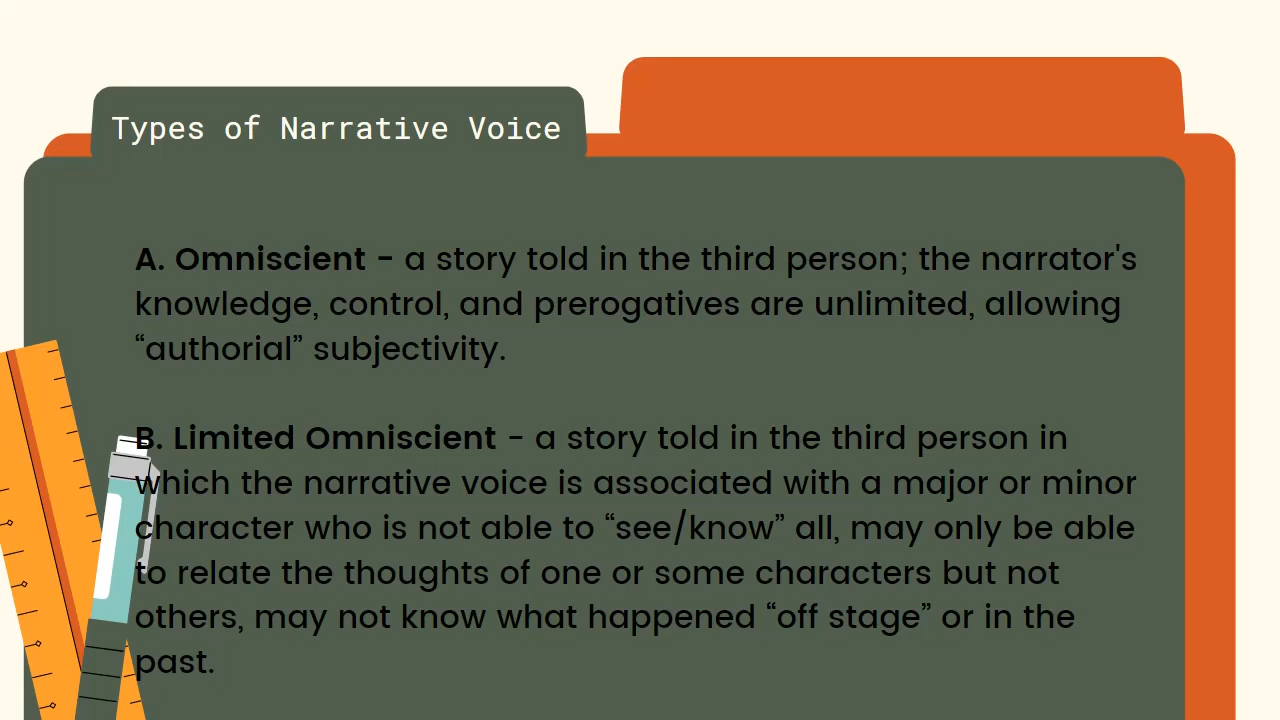 Types of Narrative Voice
A. Omniscient - a story told in the third person; the narrator's
knowledge, control, and prerogatives are unlimited, allowing
“authorial” subjectivity.
B. Limited Omniscient - a story told in the third person in
which the narrative voice is associated with a major or minor
character who is not able to “see/know” all, may only be able
to relate the thoughts of one or some characters but not
others, may not know what happened “off stage” or in the
past.